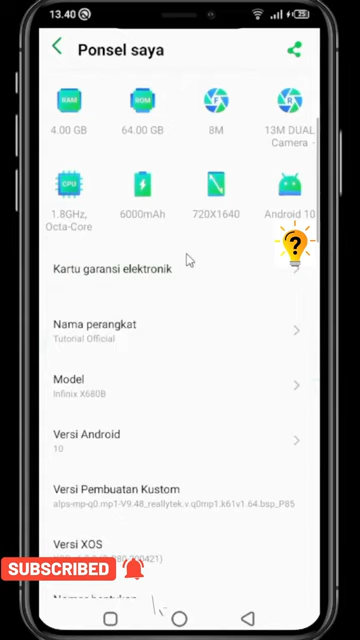 13.40
25
Ponsel saya
RAM
ROM
F
R
4.00 GB
64.00 GB
8M
13M DUAL
Camera -
CPU
1.8GHz,
Octa-Core
6000mAh
720X1640
Android 10
?
Kartu garansi elektronik
Nama perangkat
Tutorial Official
Model
Infinix X680B
Versi Android
10
Versi Pembuatan Kustom
alps-mp-q0.mp1-V9.48_reallytek.v.q0mp1.k61v1.64.bsp_P85
Versi XOS
SUBSCRIBED